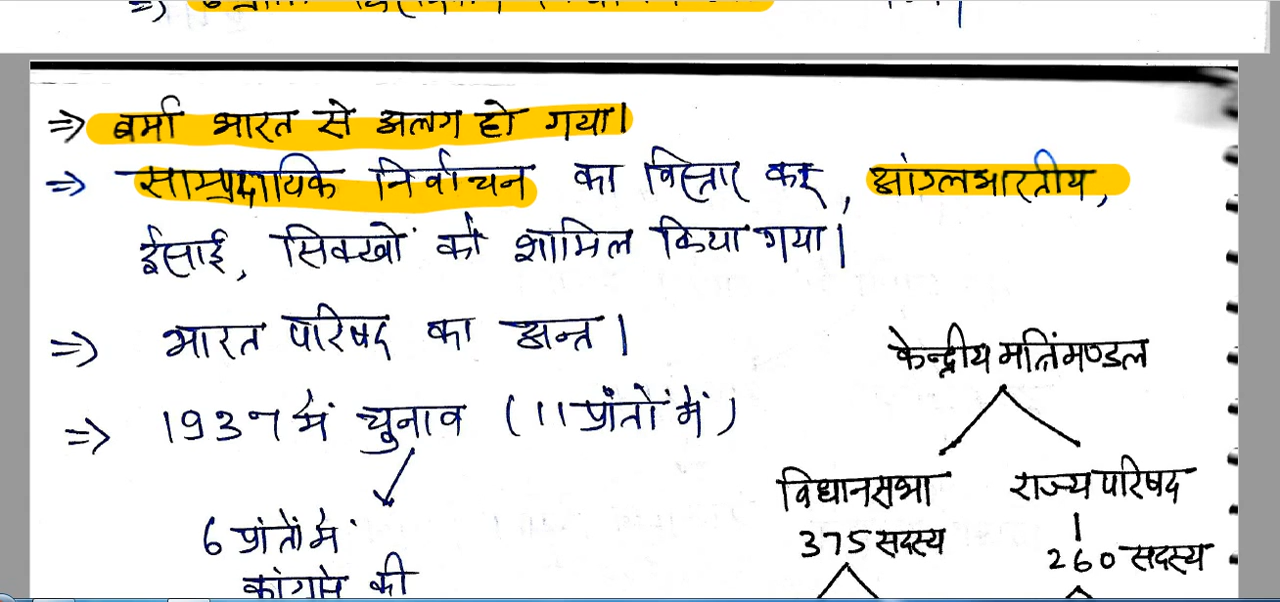 ⇒ बर्मा भारत से अलग हो गया।
⇒ साम्प्रदायिक निर्वाचन का विस्तार कर, आंग्लभारतीय,
ईसाई, सिक्खों को शामिल किया गया।
⇒ भारत परिषद का अन्त।
⇒ 1937 में चुनाव (11 प्रांतों में)
6 प्रांतों में
कांग्रेस की
केन्द्रीय मंत्रिमण्डल
विधानसभा राज्य परिषद
375 सदस्य 260 सदस्य